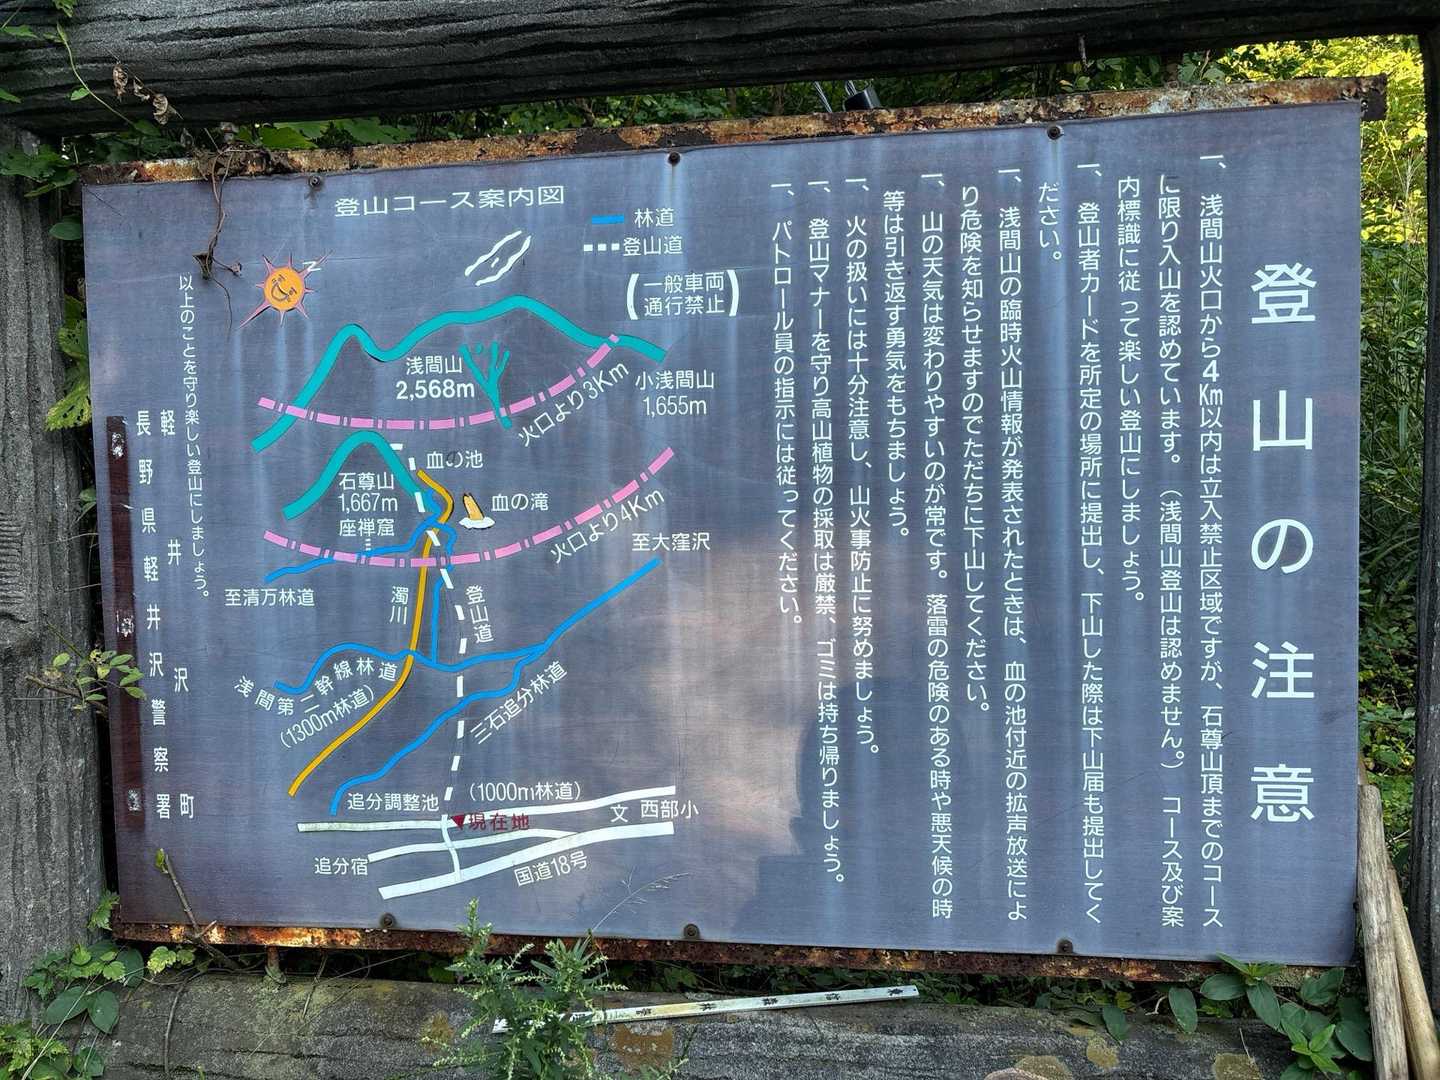 登山の注意
一、浅間山火口から4Km以内は立入禁止区域ですが、石尊山頂までのコース
に限り入山を認めています。（浅間山登山は認めません。）コース及び案
内標識に従って楽しい登山にしましょう。
一、登山者カードを所定の場所に提出し、下山した際は下山届も提出してく
ださい。
一、浅間山の臨時火山情報が発表されたときは、血の池付近の拡声放送によ
り危険を知らせますのでただちに下山してください。
一、山の天気は変わりやすいのが常です。落雷の危険のある時や悪天候の時
等は引き返す勇気をもちましょう。
一、火の扱いには十分注意し、山火事防止に努めましょう。
一、登山マナーを守り高山植物の採取は厳禁、ゴミは持ち帰りましょう。
一、パトロール員の指示には従ってください。
登山コース案内図
林道
登山道
（一般車両
通行禁止）
N
浅間山
2,568m
火口より3Km
小浅間山
1,655m
血の池
石尊山
1,667m
座禅窟
血の滝
火口より4Km
至大窪沢
至清万林道
濁川
登山道
浅間第二幹線林道
（1300m林道）
三石追分林道
追分調整池
（1000m林道）
現在地
文 西部小
追分宿
国道18号
以上のことを守り楽しい登山にしましょう。
軽井沢町
長野県軽井沢警察署